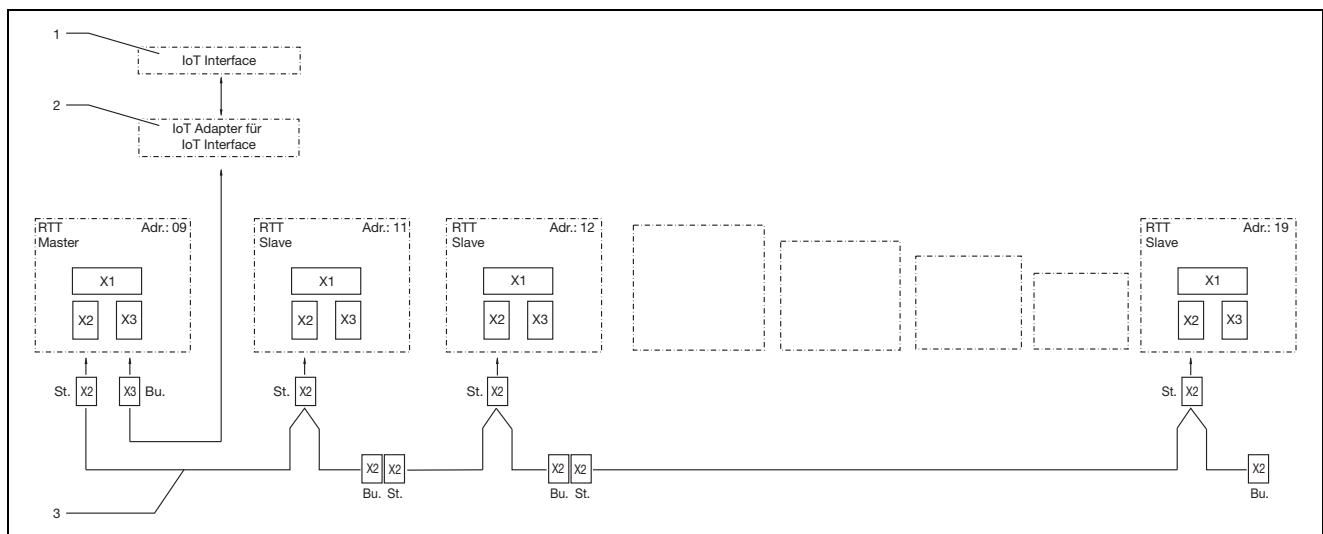 1
IoT Interface
2
IoT Adapter für
IoT Interface
RTT
Master
Adr.: 09
X1
X2
X3
RTT
Slave
Adr.: 11
X1
X2
X3
RTT
Slave
Adr.: 12
X1
X2
X3
RTT
Slave
Adr.: 19
X1
X2
X3
St.
X2
X3
Bu.
St.
X2
St.
X2
St.
X2
X2
X2
Bu.
St.
X2
X2
Bu.
St.
X2
Bu.
3